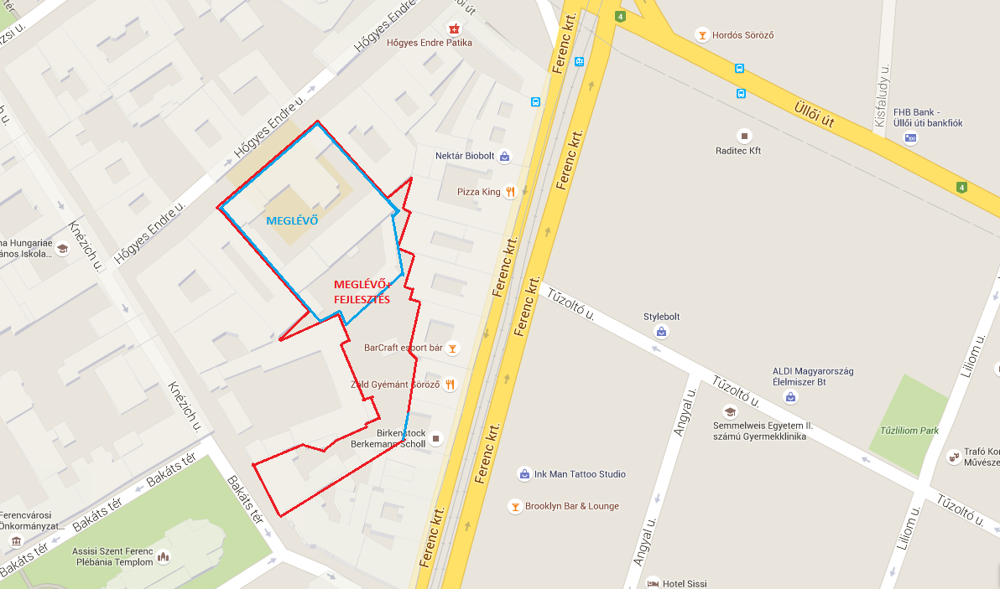 út
Hőgyes Endre u.
Ferenc krt.
4
Hordós Söröző
Hőgyes Endre Patika
Üllői út
Kisfaludy u.
FHB Bank -
Üllői úti bankfiók
Hőgyes Endre u.
Raditec Kft
Nektár Biobolt
Ferenc krt.
Pizza King
4
Hőgyes Endre u.
MEGLÉVŐ
Knézich u.
Ferenc krt.
MEGLÉVŐ+
FEJLESZTÉS
Ferenc krt.
Tűzoltó u.
Stylebolt
BarCraft esport bár
Liliom u.
ALDI Magyarország
Élelmiszer Bt
Zöld Gyémánt Söröző
Tűzoltó u.
Knézich u.
Angyal u.
Semmelweis Egyetem II.
számú Gyermekklinika
Tűzliliom Park
Birkenstock
Berkemann Scholl
Ferenc krt.
Trafó
Bakáts tér
Ink Man Tattoo Studio
Bakáts tér
Brooklyn Bar & Lounge
Tűzoltó u.
Ferencvárosi
Önkormányzat...
Bakáts tér
Liliom u.
Ferenc krt.
Angyal u.
Assisi Szent Ferenc
Plébánia Templom
Bakáts tér
Hotel Sissi